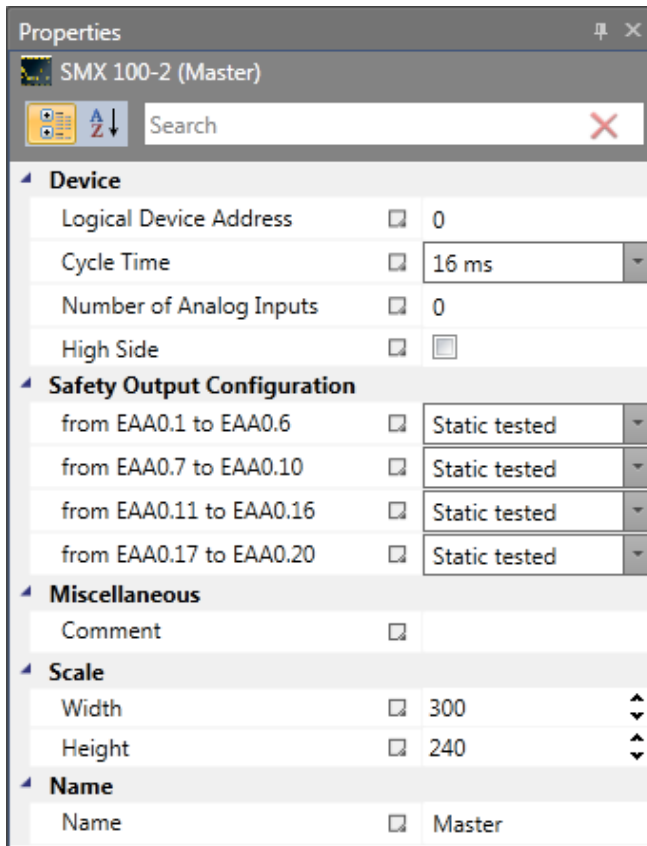 Properties
SMX 100-2 (Master)
A Z Search
Device
Logical Device Address 0
Cycle Time 16 ms
Number of Analog Inputs 0
High Side
Safety Output Configuration
from EAA0.1 to EAA0.6 Static tested
from EAA0.7 to EAA0.10 Static tested
from EAA0.11 to EAA0.16 Static tested
from EAA0.17 to EAA0.20 Static tested
Miscellaneous
Comment
Scale
Width 300
Height 240
Name
Name Master